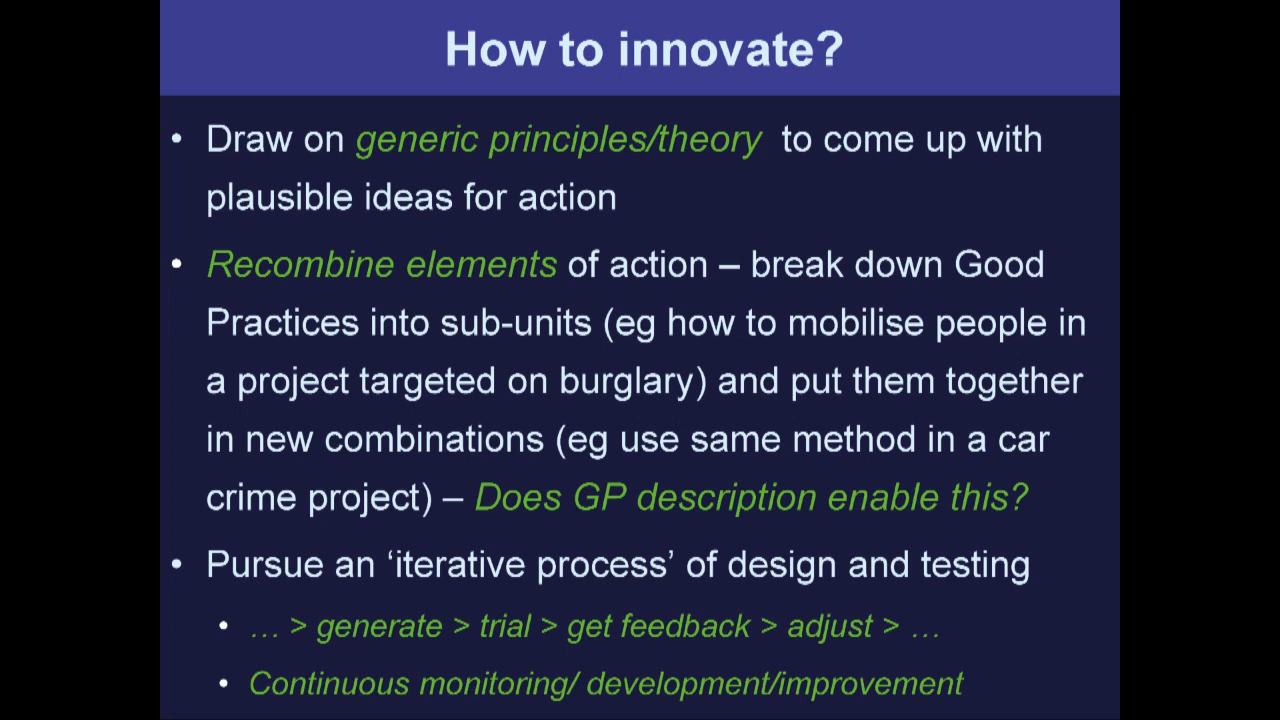 How to innovate?
• Draw on generic principles/theory to come up with
plausible ideas for action
• Recombine elements of action – break down Good
Practices into sub-units (eg how to mobilise people in
a project targeted on burglary) and put them together
in new combinations (eg use same method in a car
crime project) – Does GP description enable this?
• Pursue an ‘iterative process’ of design and testing
• … > generate > trial > get feedback > adjust > …
• Continuous monitoring/ development/improvement